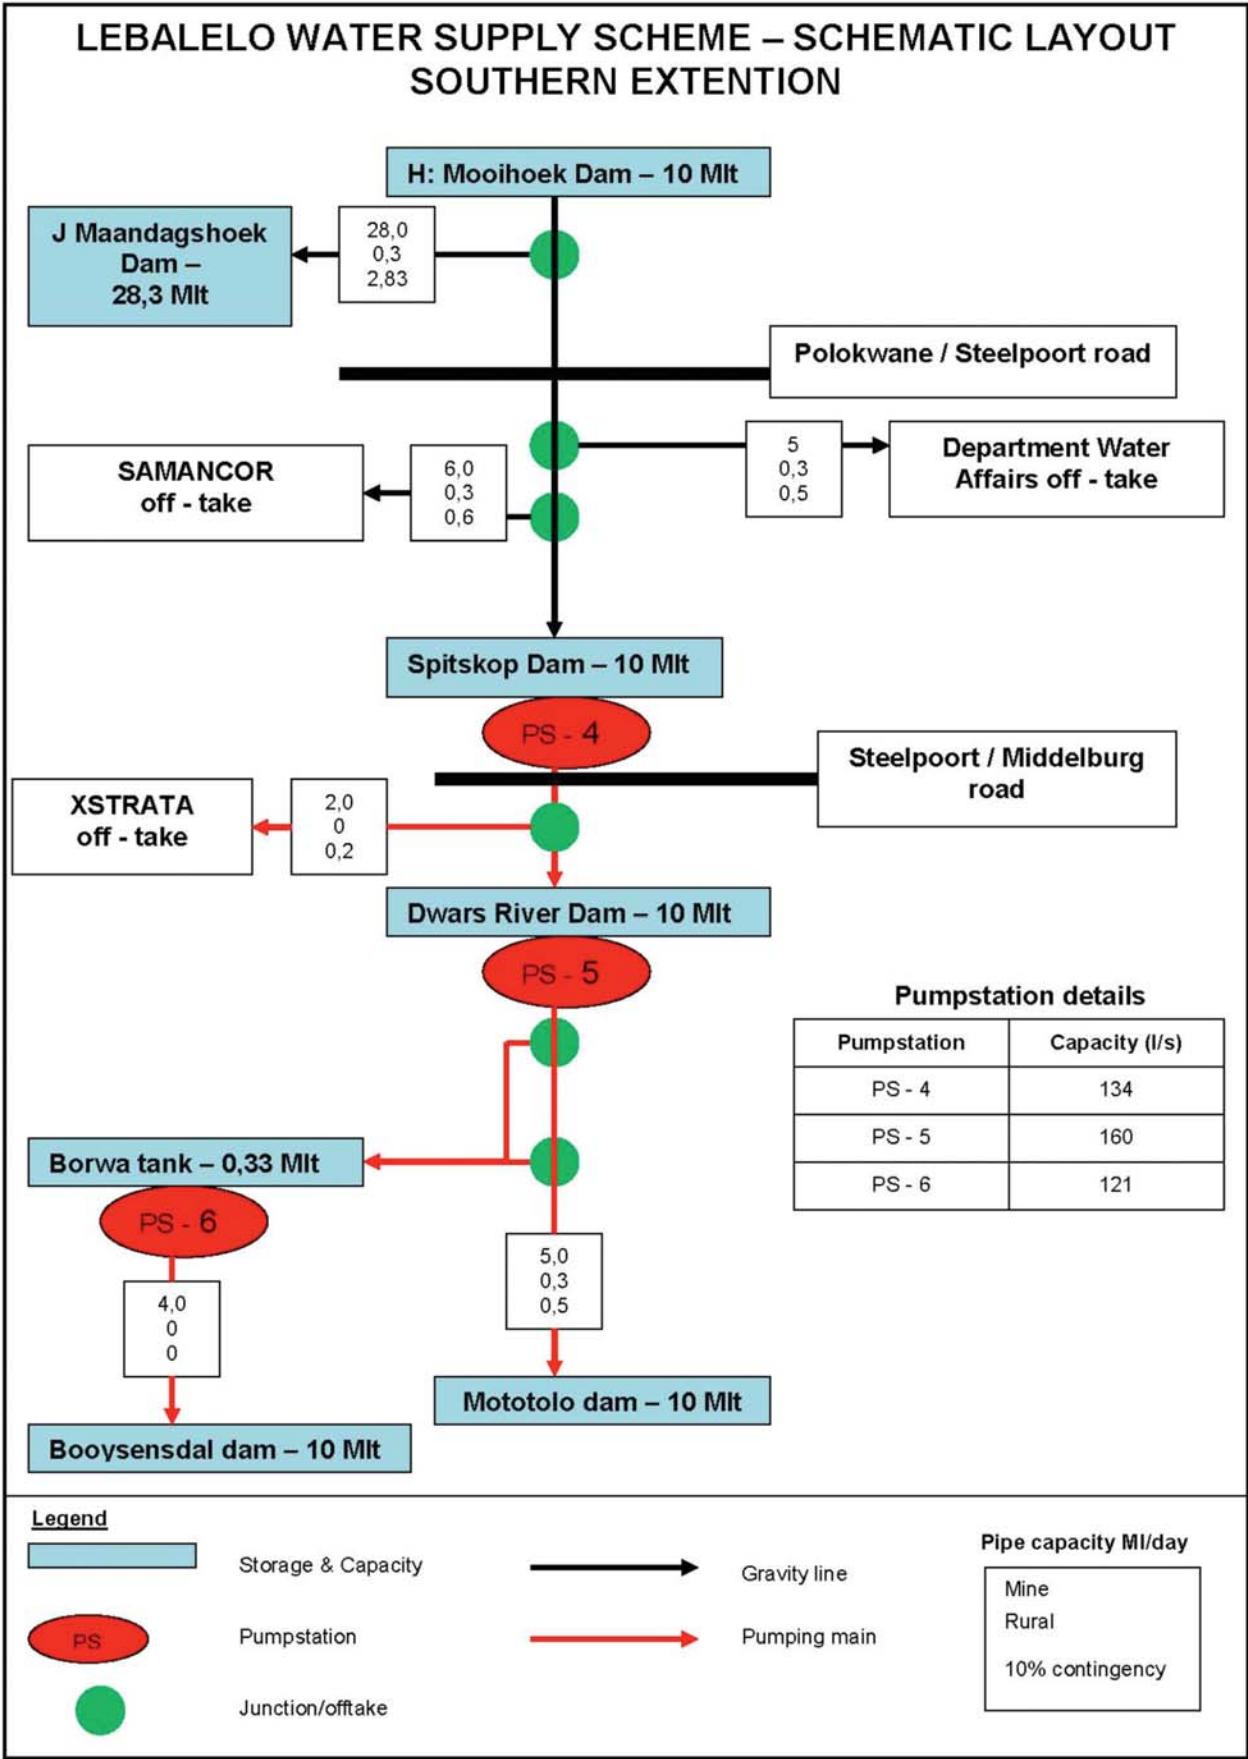 LEBALELO WATER SUPPLY SCHEME – SCHEMATIC LAYOUT
SOUTHERN EXTENTION
H: Mooihoek Dam – 10 Mlt
J Maandagshoek
Dam –
28,3 Mlt
28,0
0,3
2,83
Polokwane / Steelpoort road
SAMANCOR
off - take
6,0
0,3
0,6
5
0,3
0,5
Department Water
Affairs off - take
Spitskop Dam – 10 Mlt
PS - 4
Steelpoort / Middelburg
road
XSTRATA
off - take
2,0
0
0,2
Dwars River Dam – 10 Mlt
PS - 5
Pumpstation details
Pumpstation Capacity (l/s)
PS - 4 134
PS - 5 160
PS - 6 121
Borwa tank – 0,33 Mlt
PS - 6
4,0
0
0
5,0
0,3
0,5
Mototolo dam – 10 Mlt
Booysensdal dam – 10 Mlt
Legend
Storage & Capacity
PS
Pumpstation
Junction/offtake
Gravity line
Pumping main
Pipe capacity Ml/day
Mine
Rural
10% contingency